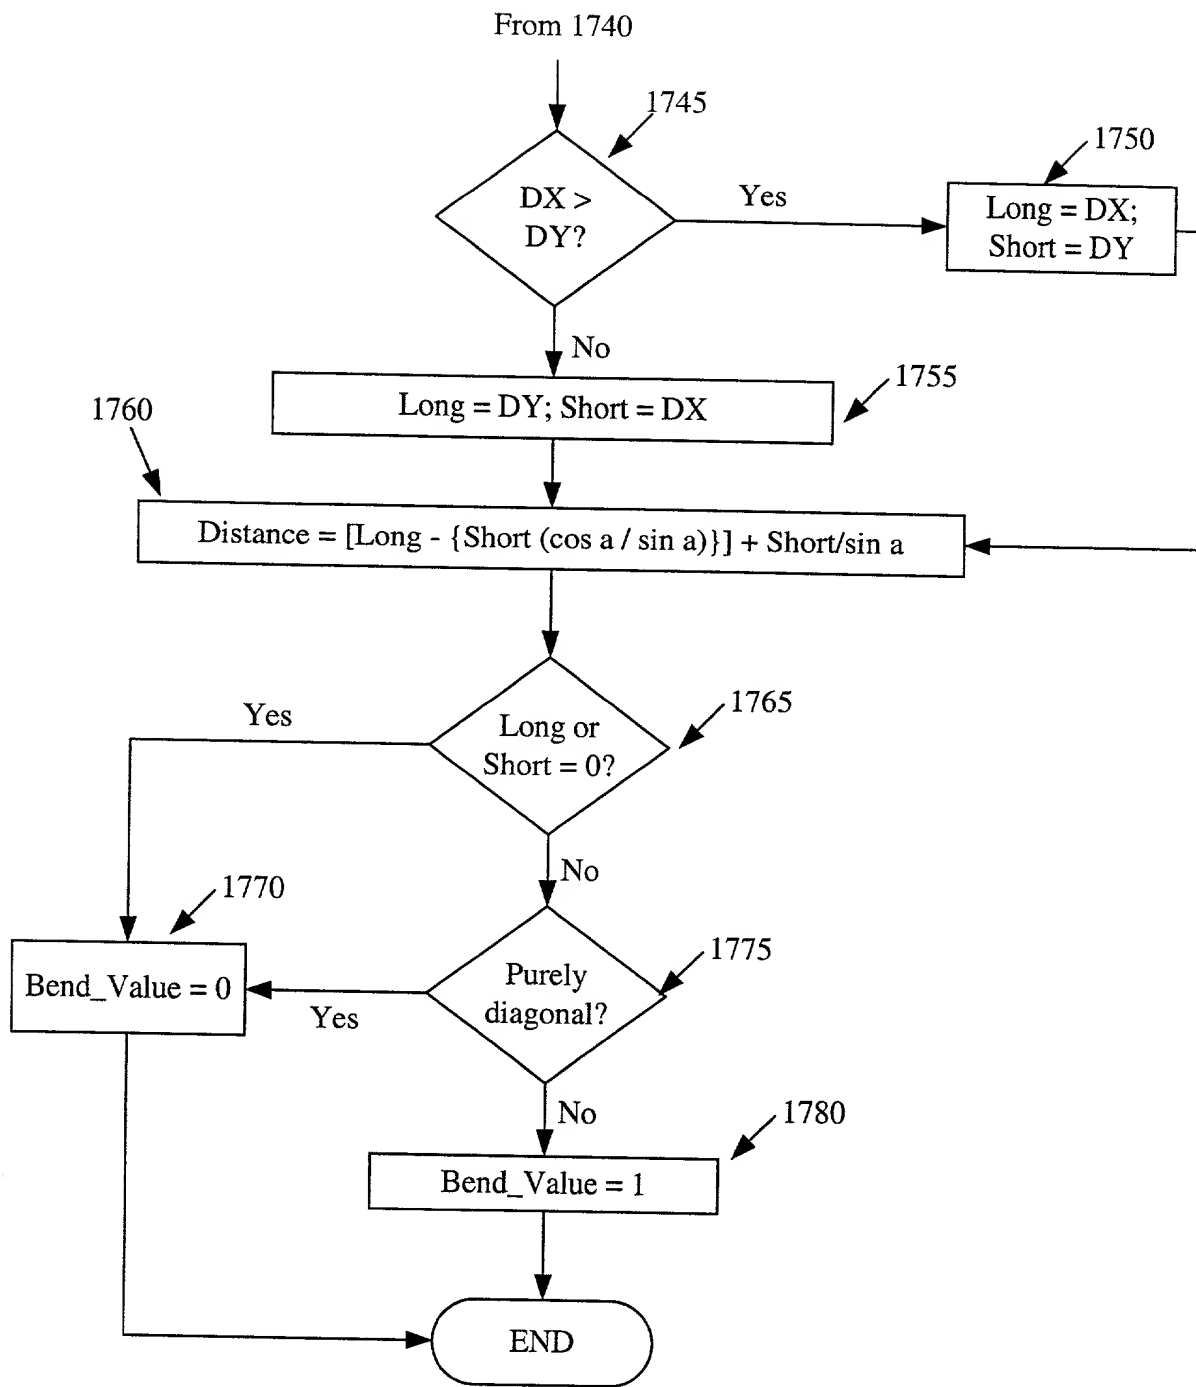 From 1740
1745
DX >
DY?
Yes
1750
Long = DX;
Short = DY
No
1755
Long = DY; Short = DX
1760
Distance = [Long - {Short (cos a / sin a)}] + Short/sin a
1765
Long or
Short = 0?
Yes
No
1770
Bend_Value = 0
1775
Purely
diagonal?
Yes
No
1780
Bend_Value = 1
END